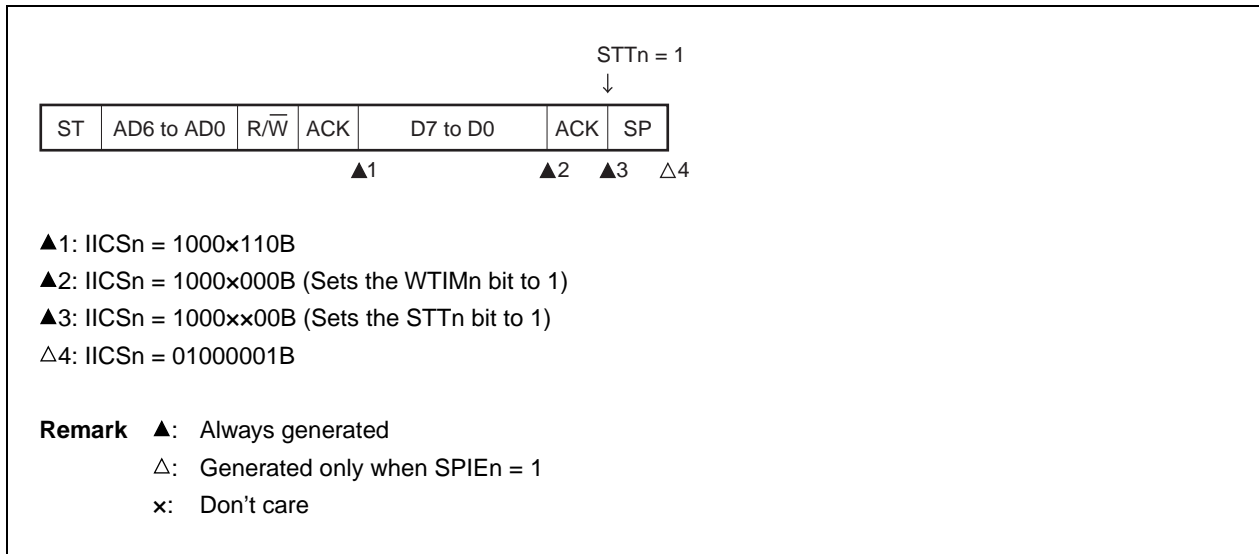 STTn = 1
↓
ST AD6 to AD0 R/W̅ ACK D7 to D0 ACK SP
▲1 ▲2 ▲3 △4
▲1: IICSn = 1000×110B
▲2: IICSn = 1000×000B (Sets the WTIMn bit to 1)
▲3: IICSn = 1000××00B (Sets the STTn bit to 1)
△4: IICSn = 01000001B
Remark ▲: Always generated
△: Generated only when SPIEn = 1
×: Don't care